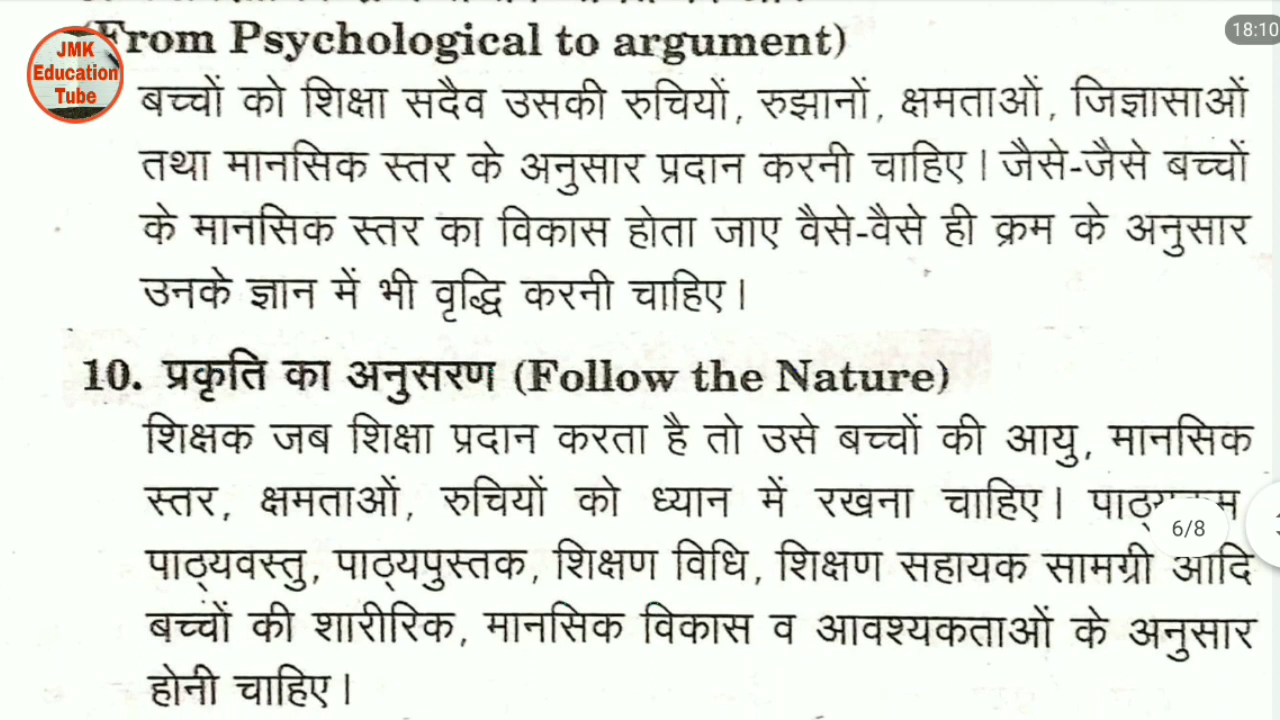 (From Psychological to argument)
18:10
JMK
Education
Tube
बच्चों को शिक्षा सदैव उसकी रुचियों, रुझानों, क्षमताओं, जिज्ञासाओं
तथा मानसिक स्तर के अनुसार प्रदान करनी चाहिए। जैसे-जैसे बच्चों
के मानसिक स्तर का विकास होता जाए वैसे-वैसे ही क्रम के अनुसार
उनके ज्ञान में भी वृद्धि करनी चाहिए।
10. प्रकृति का अनुसरण (Follow the Nature)
शिक्षक जब शिक्षा प्रदान करता है तो उसे बच्चों की आयु, मानसिक
स्तर, क्षमताओं, रुचियों को ध्यान में रखना चाहिए।
6/8
पाठ्यवस्तु, पाठ्यपुस्तक, शिक्षण विधि, शिक्षण सहायक सामग्री आदि
बच्चों की शारीरिक, मानसिक विकास व आवश्यकताओं के अनुसार
होनी चाहिए।